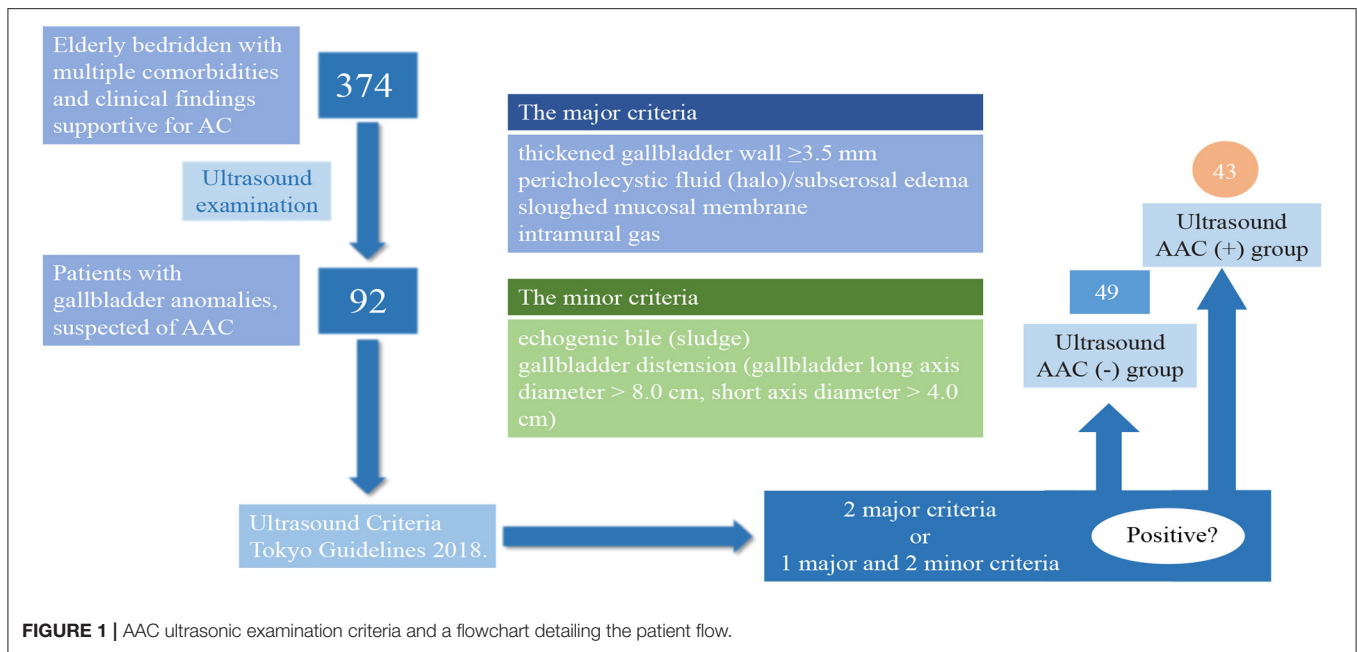 Elderly bedridden with
multiple comorbidities
and clinical findings
supportive for AC
374
Ultrasound
examination
Patients with
gallbladder anomalies,
suspected of AAC
92
Ultrasound Criteria
Tokyo Guidelines 2018.
The major criteria
thickened gallbladder wall ≥3.5 mm
pericholecystic fluid (halo)/subserosal edema
sloughed mucosal membrane
intramural gas
The minor criteria
echogenic bile (sludge)
gallbladder distension (gallbladder long axis
diameter > 8.0 cm, short axis diameter > 4.0
cm)
2 major criteria
or
1 major and 2 minor criteria
Positive?
49
Ultrasound
AAC (-) group
43
Ultrasound
AAC (+) group
FIGURE 1 | AAC ultrasonic examination criteria and a flowchart detailing the patient flow.